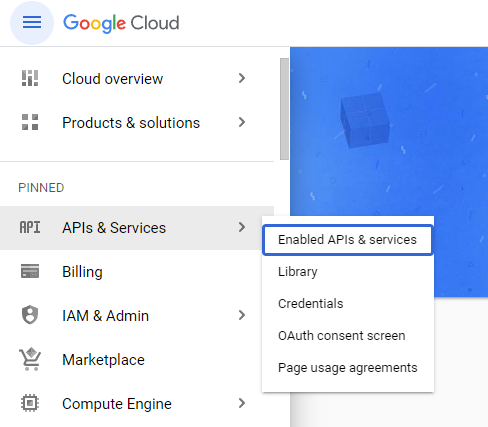 Google Cloud
Cloud overview
Products & solutions
PINNED
API APIs & Services
Enabled APIs & services
Library
Credentials
OAuth consent screen
Page usage agreements
Billing
IAM & Admin
Marketplace
Compute Engine